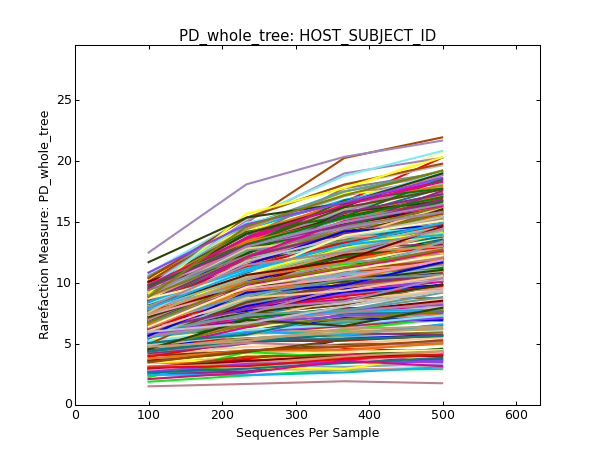 PD_whole_tree: HOST_SUBJECT_ID
Rarefaction Measure: PD_whole_tree
25
20
15
10
5
0
0 100 200 300 400 500 600
Sequences Per Sample